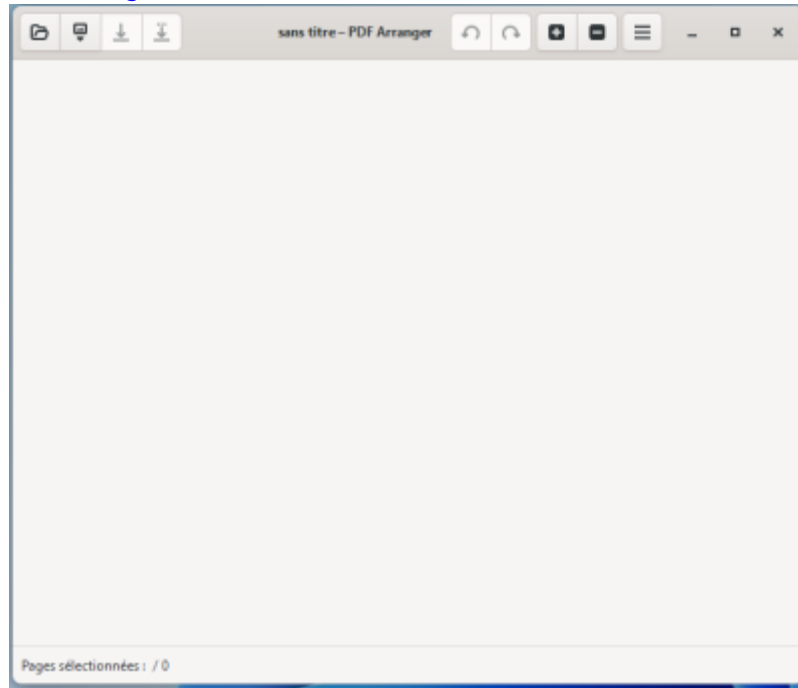 sans titre – PDF Arranger
Pages sélectionnées : / 0